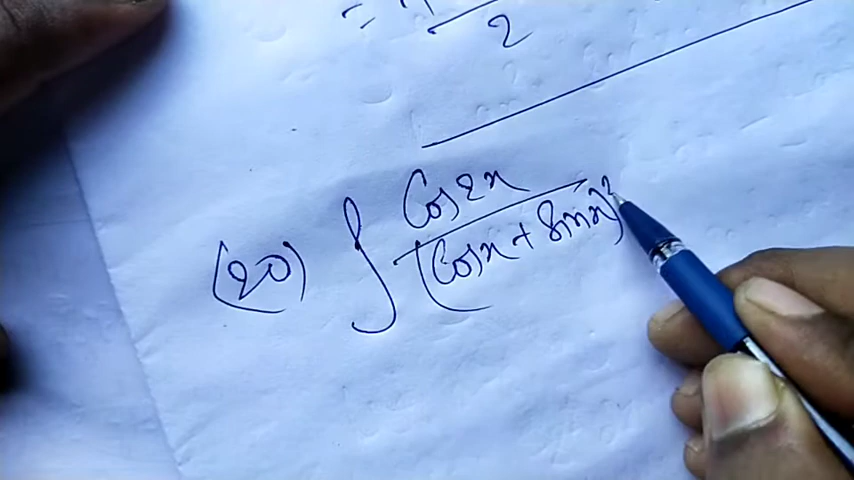 = π/2
(20) ∫ Cos2x/(Cosx + Sinx)²